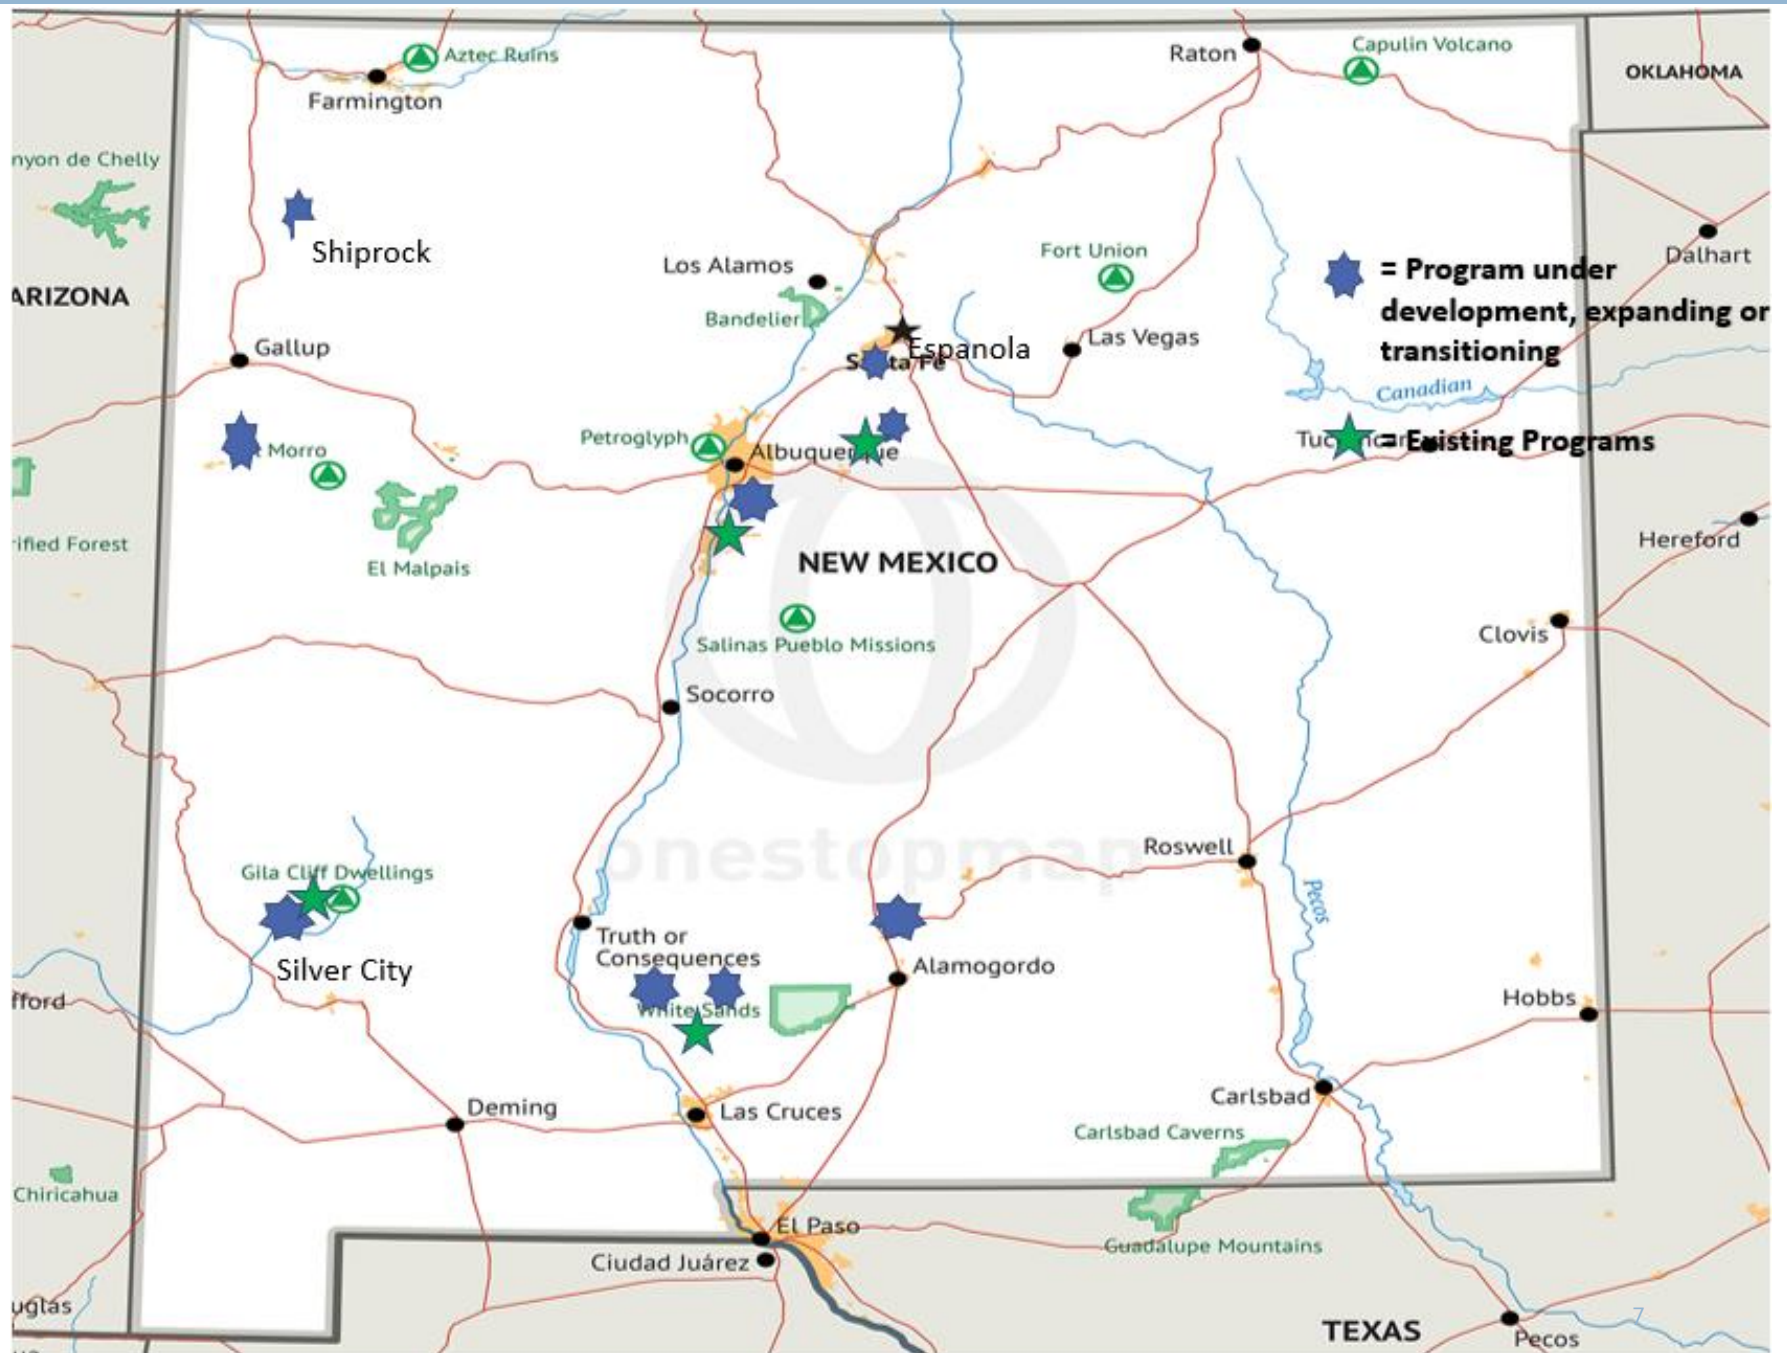 Aztec Ruins
Farmington
Raton
Capulin Volcano
OKLAHOMA
nyon de Chelly
Shiprock
ARIZONA
Los Alamos
Bandelier
Fort Union
Dalhart
= Program under
development, expanding or
transitioning
Gallup
Espanola
Las Vegas
Santa Fe
Canadian
Petroglyph
Morro
Albuquerque
= Existing Programs
rified Forest
El Malpais
NEW MEXICO
Hereford
Salinas Pueblo Missions
Clovis
Socorro
onestopmap
Roswell
Gila Cliff Dwellings
Pecos
Truth or
Consequences
Silver City
Alamogordo
fford
White Sands
Hobbs
Carlsbad
Deming
Las Cruces
Carlsbad Caverns
Chiricahua
El Paso
Guadalupe Mountains
Ciudad Juárez
uglas
7
TEXAS
Pecos